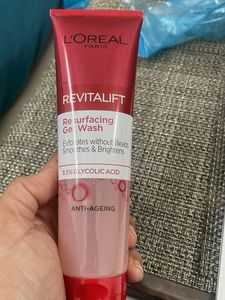 L'ORÉAL
PARIS
REVITALIFT
Resurfacing
Gel Wash
Exfoliates without Beads
Smoothes & Brightens
3.5% GLYCOLIC ACID
ANTI-AGEING